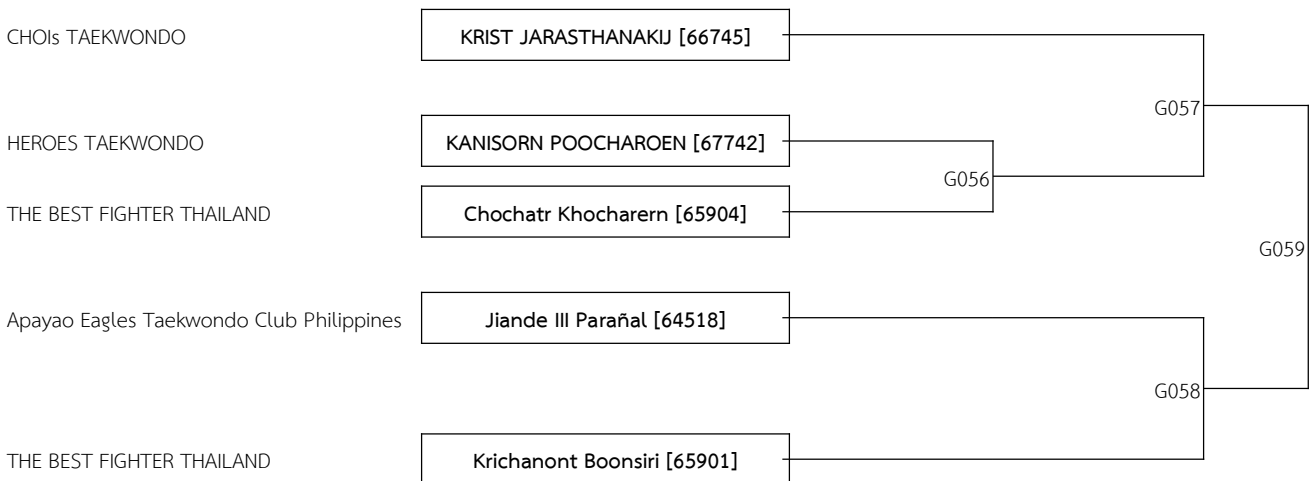 CHOIs TAEKWONDO KRIST JARASTHANAKIJ [66745]
G057
HEROES TAEKWONDO KANISORN POOCHAROEN [67742]
G056
THE BEST FIGHTER THAILAND Chochatr Khocharern [65904]
G059
Apayao Eagles Taekwondo Club Philippines Jiande III Parañal [64518]
G058
THE BEST FIGHTER THAILAND Krichanont Boonsiri [65901]